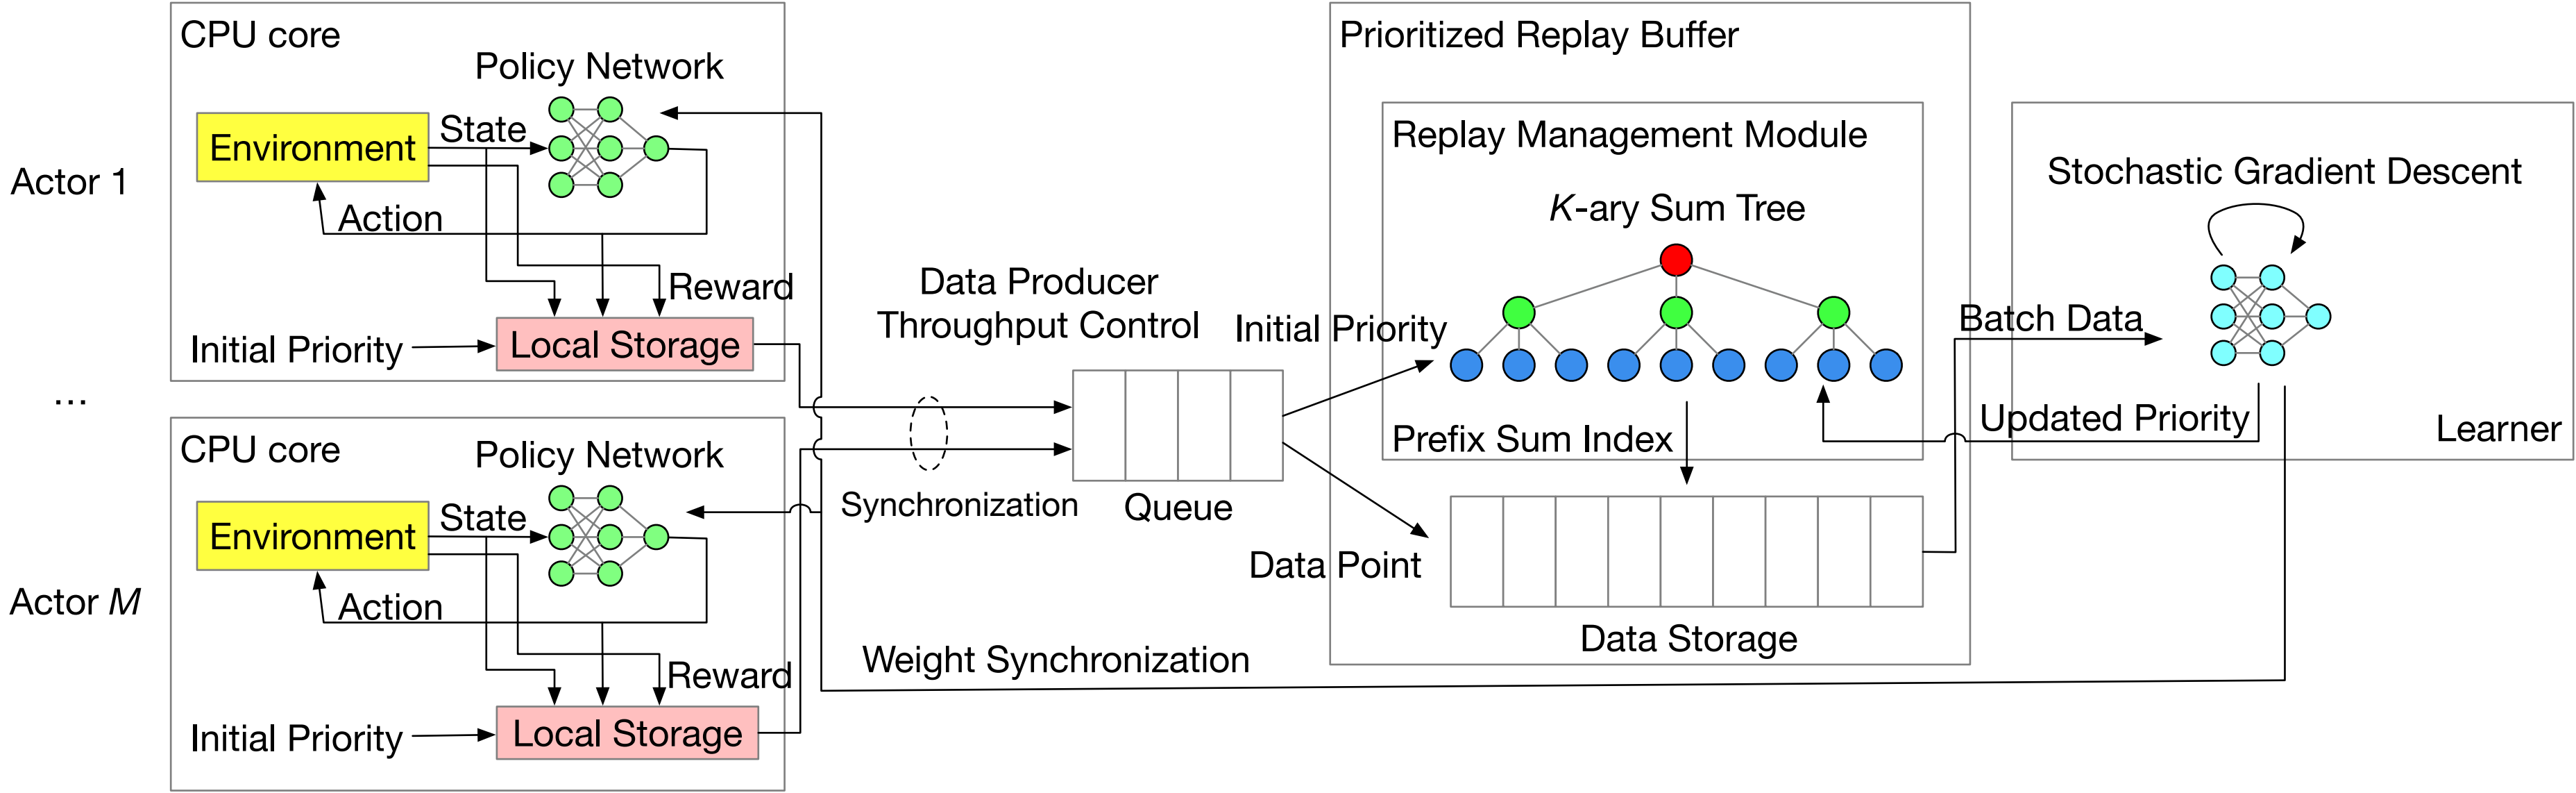 Actor 1
CPU core
Policy Network
Environment
State
Action
Reward
Initial Priority
Local Storage
...
Actor M
CPU core
Policy Network
Environment
State
Action
Reward
Initial Priority
Local Storage
Data Producer
Throughput Control
Synchronization
Queue
Weight Synchronization
Initial Priority
Data Point
Prioritized Replay Buffer
Replay Management Module
K-ary Sum Tree
Prefix Sum Index
Data Storage
Batch Data
Updated Priority
Stochastic Gradient Descent
Learner